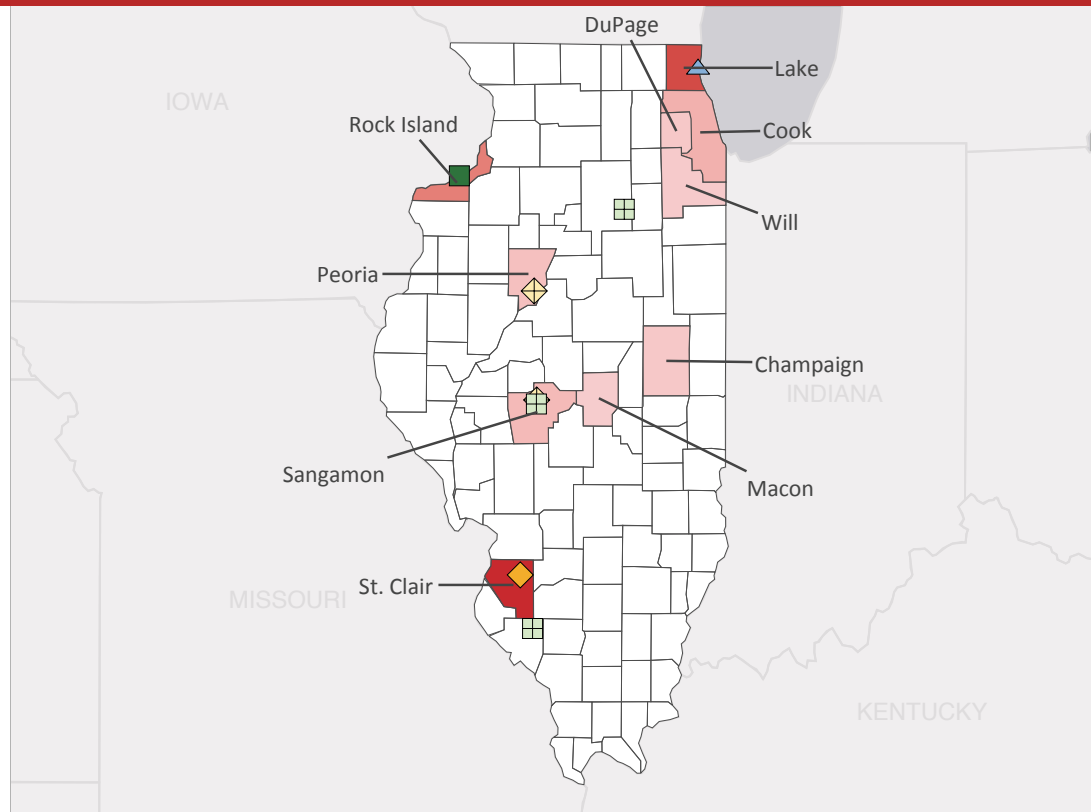 DuPage
Lake
IOWA
Rock Island
Cook
Will
Peoria
Champaign
INDIANA
Sangamon
Macon
St. Clair
MISSOURI
KENTUCKY